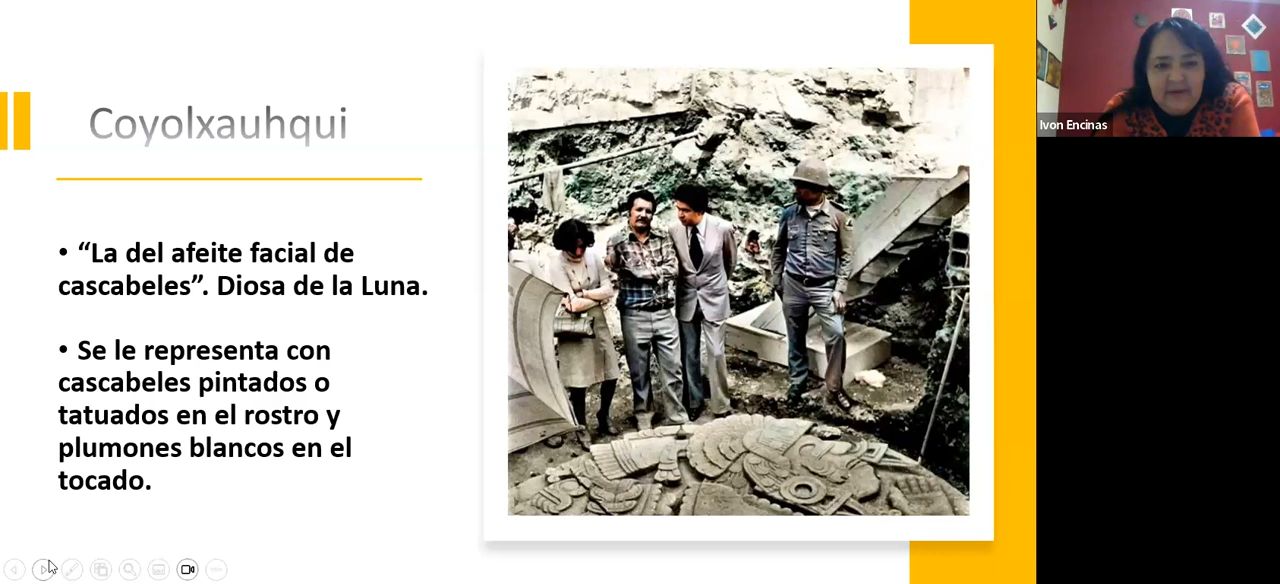 Coyolxauhqui
• “La del afeite facial de
cascabeles”. Diosa de la Luna.
• Se le representa con
cascabeles pintados o
tatuados en el rostro y
plumones blancos en el
tocado.
Ivon Encinas